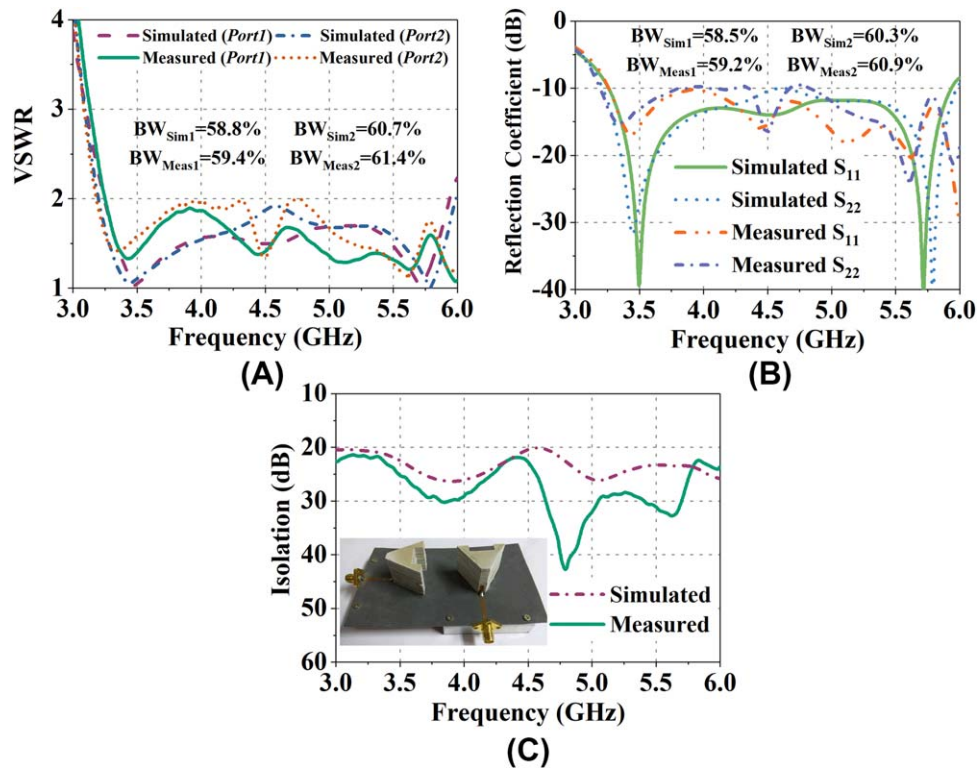 4
3
2
1
VSWR
Simulated (Port1) Simulated (Port2)
Measured (Port1) Measured (Port2)
BWSim1=58.8% BWSim2=60.7%
BWMeas1=59.4% BWMeas2=61.4%
3.0 3.5 4.0 4.5 5.0 5.5 6.0
Frequency (GHz)
(A)
0
-10
-20
-30
-40
Reflection Coefficient (dB)
BWSim1=58.5% BWSim2=60.3%
BWMeas1=59.2% BWMeas2=60.9%
Simulated S11
Simulated S22
Measured S11
Measured S22
3.0 3.5 4.0 4.5 5.0 5.5 6.0
Frequency (GHz)
(B)
10
20
30
40
50
60
Isolation (dB)
Simulated
Measured
3.0 3.5 4.0 4.5 5.0 5.5 6.0
Frequency (GHz)
(C)